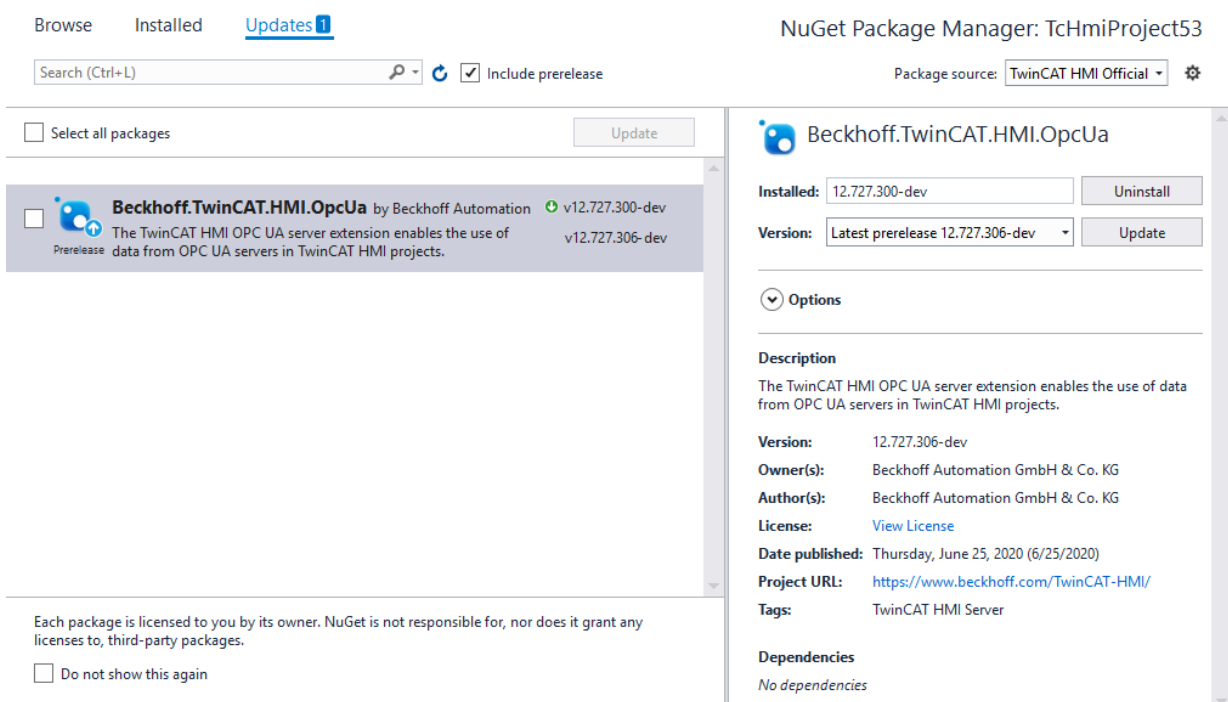 Browse Installed Updates 1
NuGet Package Manager: TcHmiProject53
Search (Ctrl+L)
Include prerelease
Package source: TwinCAT HMI Official
Select all packages
Update
Beckhoff.TwinCAT.HMI.OpcUa by Beckhoff Automation v12.727.300-dev
The TwinCAT HMI OPC UA server extension enables the use of v12.727.306-dev
Prerelease data from OPC UA servers in TwinCAT HMI projects.
Each package is licensed to you by its owner. NuGet is not responsible for, nor does it grant any
licenses to, third-party packages.
Do not show this again
Beckhoff.TwinCAT.HMI.OpcUa
Installed: 12.727.300-dev Uninstall
Version: Latest prerelease 12.727.306-dev Update
Options
Description
The TwinCAT HMI OPC UA server extension enables the use of data
from OPC UA servers in TwinCAT HMI projects.
Version: 12.727.306-dev
Owner(s): Beckhoff Automation GmbH & Co. KG
Author(s): Beckhoff Automation GmbH & Co. KG
License: View License
Date published: Thursday, June 25, 2020 (6/25/2020)
Project URL: https://www.beckhoff.com/TwinCAT-HMI/
Tags: TwinCAT HMI Server
Dependencies
No dependencies